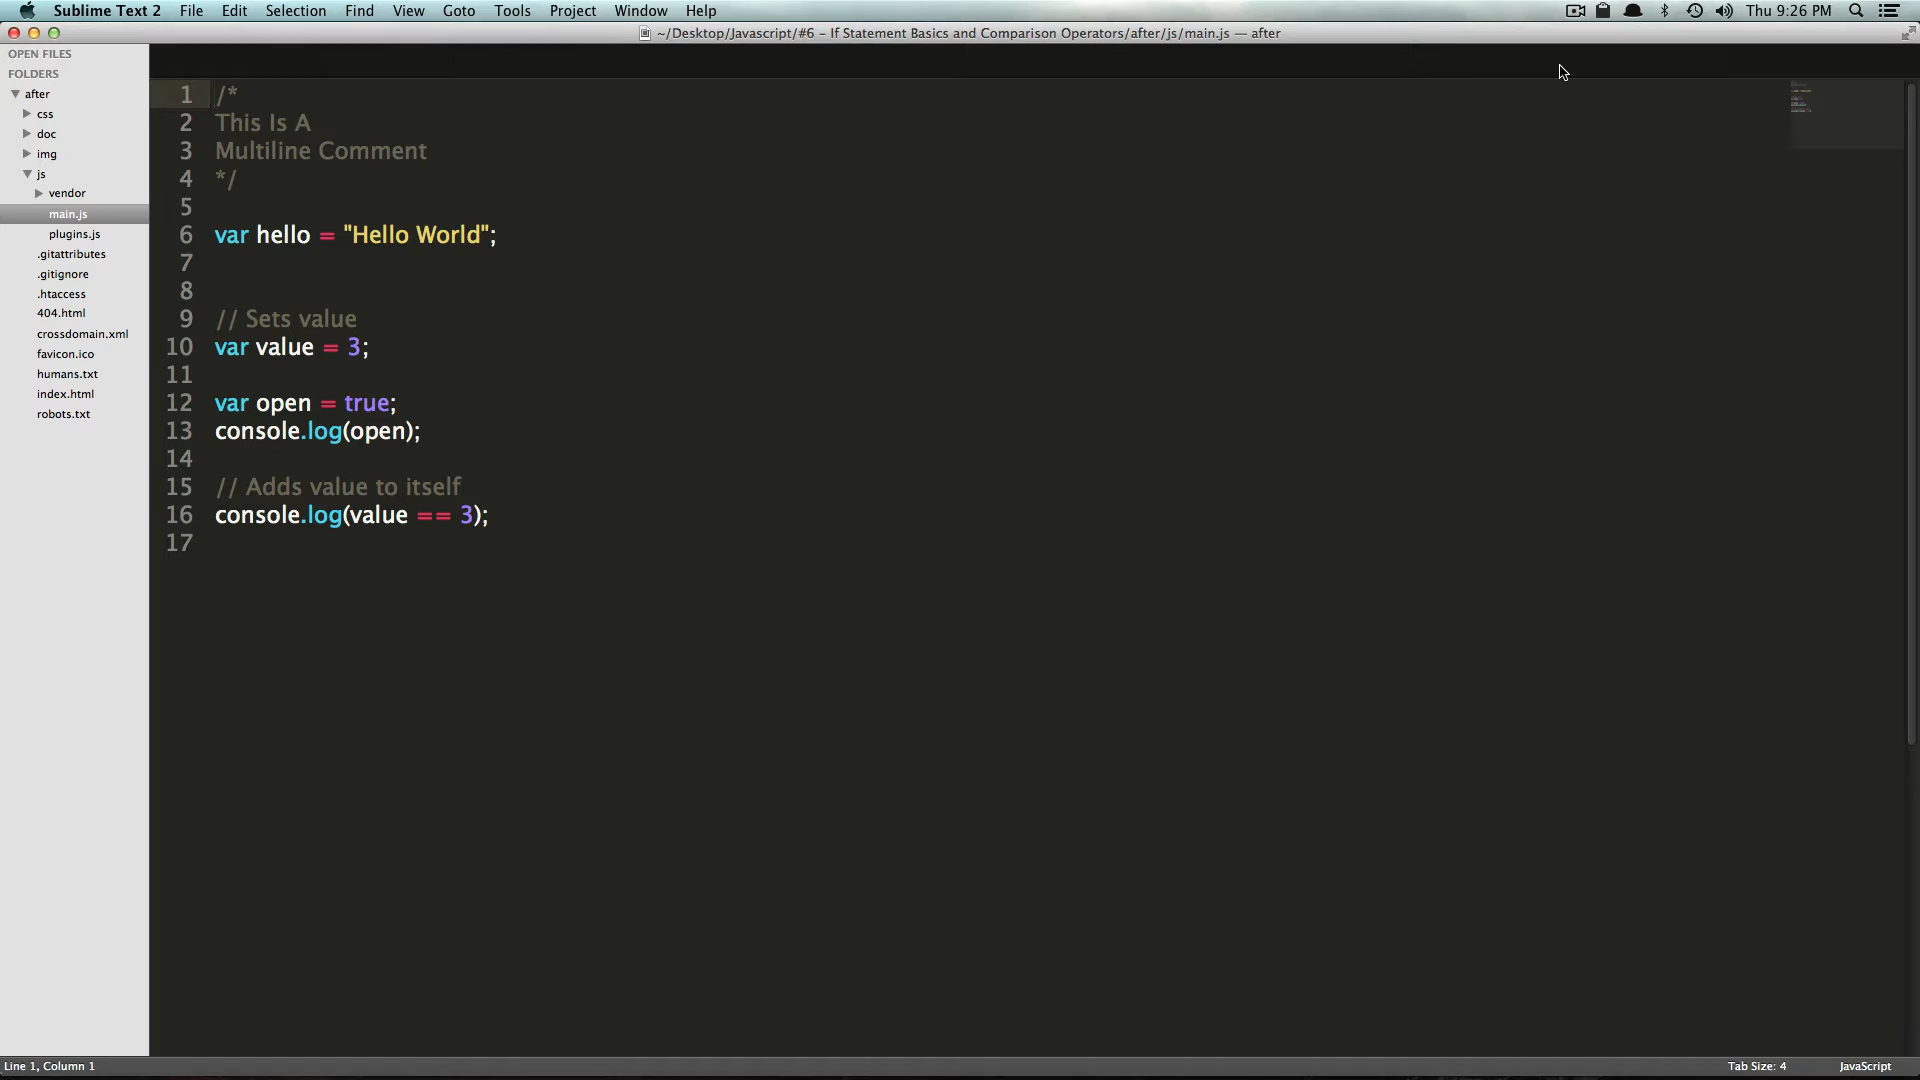 Sublime Text 2 File Edit Selection Find View Goto Tools Project Window Help Thu 9:26 PM
~/Desktop/Javascript/#6 – If Statement Basics and Comparison Operators/after/js/main.js — after
OPEN FILES
FOLDERS
after
css
doc
img
js
vendor
main.js
plugins.js
.gitattributes
.gitignore
.htaccess
404.html
crossdomain.xml
favicon.ico
humans.txt
index.html
robots.txt
1 /*
2 This Is A
3 Multiline Comment
4 */
5
6 var hello = "Hello World";
7
8
9 // Sets value
10 var value = 3;
11
12 var open = true;
13 console.log(open);
14
15 // Adds value to itself
16 console.log(value == 3);
17
Line 1, Column 1 Tab Size: 4 JavaScript